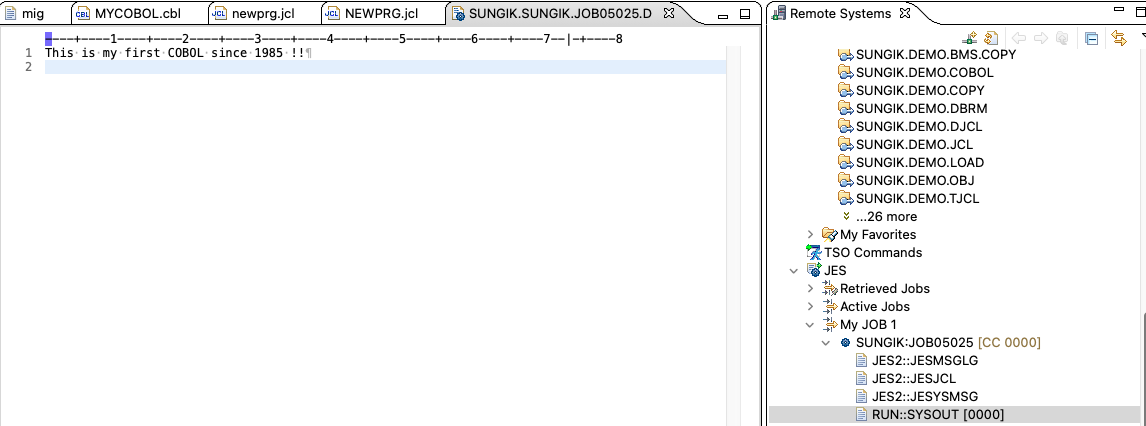 mig MYCOBOL.cbl newprg.jcl NEWPRG.jcl SUNGIK.SUNGIK.JOB05025.D
----+----1----+----2----+----3----+----4----+----5----+----6----+----7--|-+----8
1 This is my first COBOL since 1985 !!¶
2
Remote Systems
SUNGIK.DEMO.BMS.COPY
SUNGIK.DEMO.COBOL
SUNGIK.DEMO.COPY
SUNGIK.DEMO.DBRM
SUNGIK.DEMO.DJCL
SUNGIK.DEMO.JCL
SUNGIK.DEMO.LOAD
SUNGIK.DEMO.OBJ
SUNGIK.DEMO.TJCL
...26 more
My Favorites
TSO Commands
JES
Retrieved Jobs
Active Jobs
My JOB 1
SUNGIK:JOB05025 [CC 0000]
JES2::JESMSGLG
JES2::JESJCL
JES2::JESYSMSG
RUN::SYSOUT [0000]